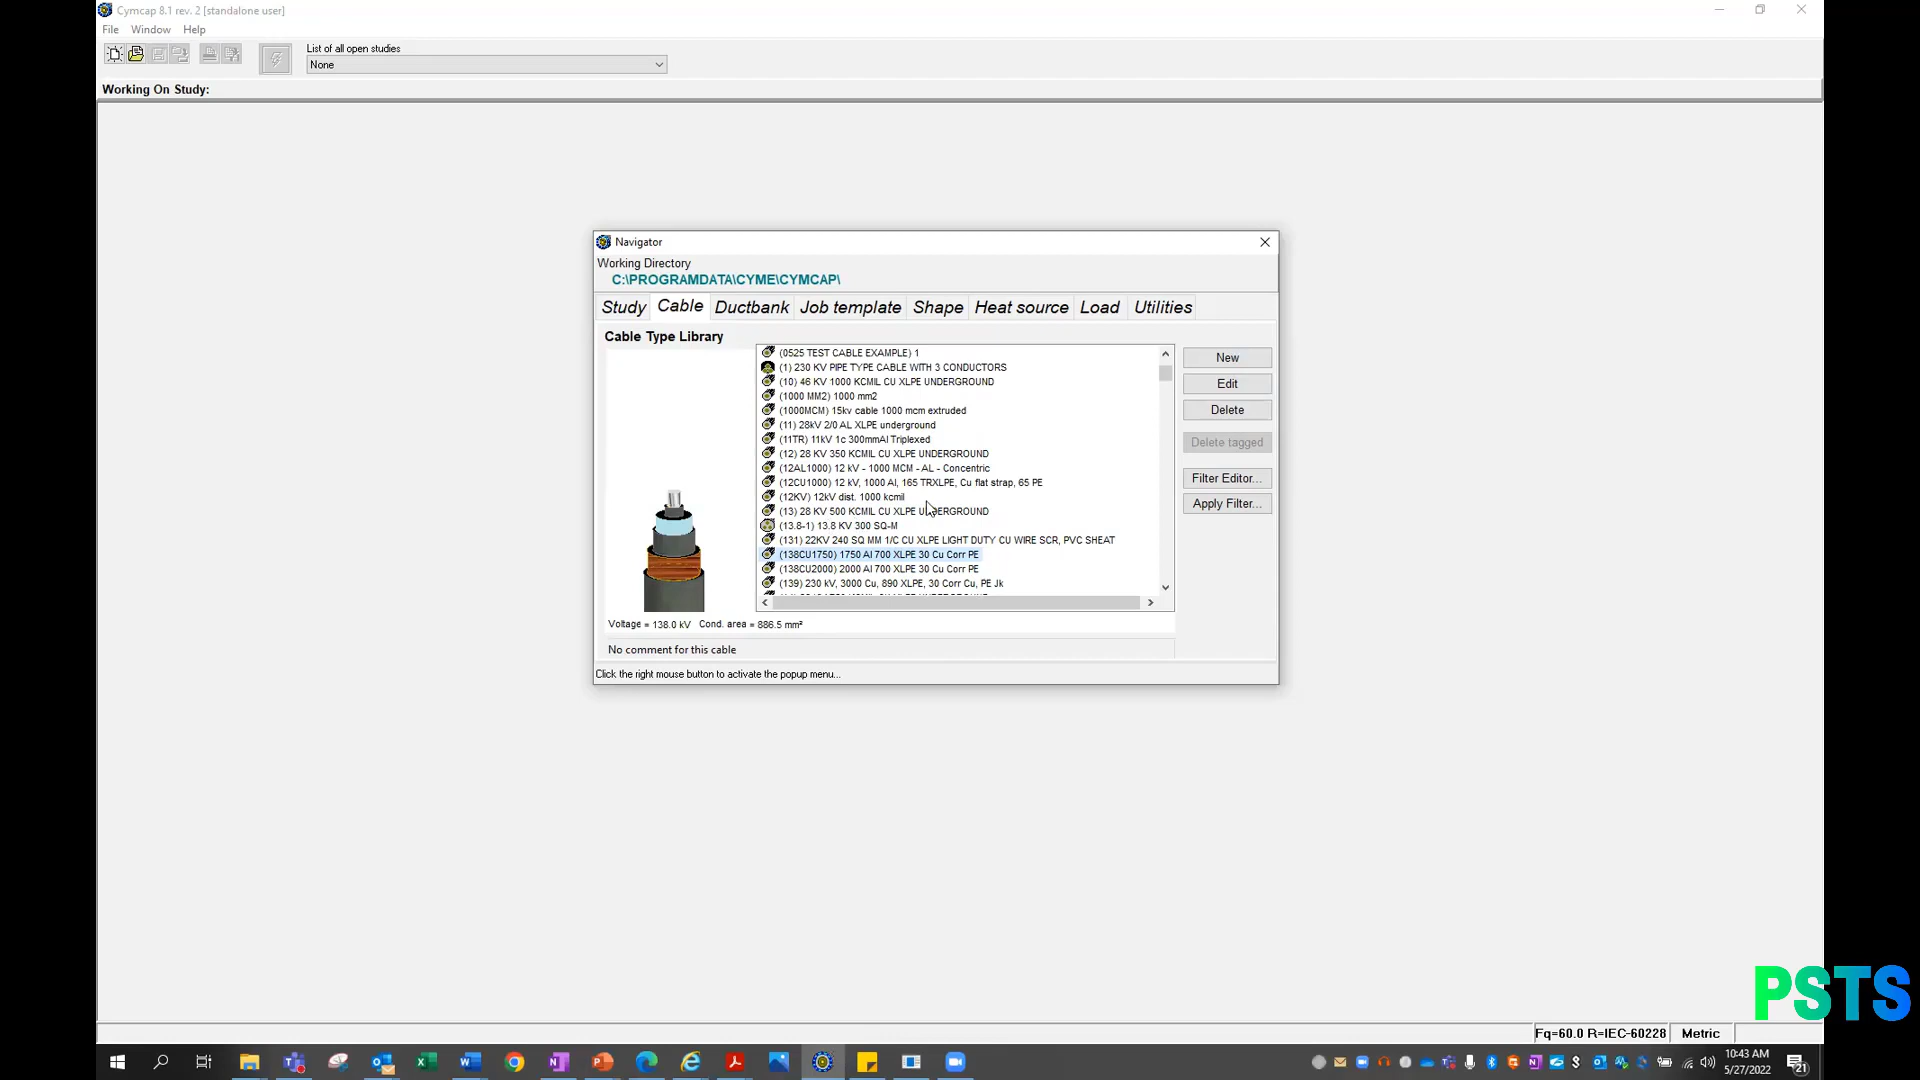 Cymcap 8.1 rev. 2 [standalone user]
File Window Help
List of all open studies
None
Working On Study:
Navigator
Working Directory
C:\PROGRAMDATA\CYME\CYMCAP\
Study Cable Ductbank Job template Shape Heat source Load Utilities
Cable Type Library
(0525 TEST CABLE EXAMPLE) 1
(1) 230 KV PIPE TYPE CABLE WITH 3 CONDUCTORS
(10) 46 KV 1000 KCMIL CU XLPE UNDERGROUND
(1000 MM2) 1000 mm2
(1000MCM) 15kv cable 1000 mcm extruded
(11) 28kV 2/0 AL XLPE underground
(11TR) 11kV 1c 300mmAl Triplexed
(12) 28 KV 350 KCMIL CU XLPE UNDERGROUND
(12AL1000) 12 kV - 1000 MCM - AL - Concentric
(12CU1000) 12 kV, 1000 Al, 165 TRXLPE, Cu flat strap, 65 PE
(12KV) 12kV dist. 1000 kcmil
(13) 28 KV 500 KCMIL CU XLPE UNDERGROUND
(13.8-1) 13.8 KV 300 SQ-M
(131) 22KV 240 SQ MM 1/C CU XLPE LIGHT DUTY CU WIRE SCR, PVC SHEAT
(138CU1750) 1750 Al 700 XLPE 30 Cu Corr PE
(138CU2000) 2000 Al 700 XLPE 30 Cu Corr PE
(139) 230 kV, 3000 Cu, 890 XLPE, 30 Corr Cu, PE Jk
New
Edit
Delete
Delete tagged
Filter Editor...
Apply Filter...
Voltage = 138.0 kV Cond. area = 886.5 mm²
No comment for this cable
Click the right mouse button to activate the popup menu...
PSTS
Fq=60.0 R=IEC-60228 Metric
10:43 AM
5/27/2022
21